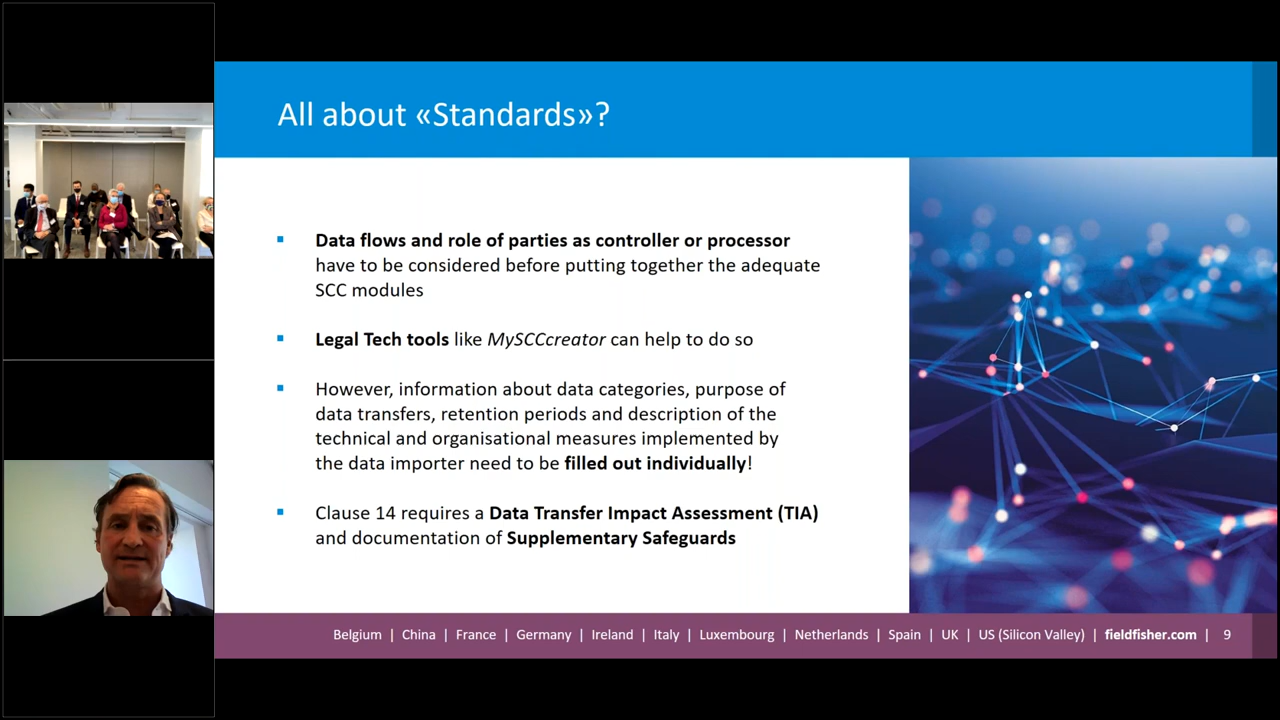 All about «Standards»?
Data flows and role of parties as controller or processor
have to be considered before putting together the adequate
SCC modules
Legal Tech tools like MySCCcreator can help to do so
However, information about data categories, purpose of
data transfers, retention periods and description of the
technical and organisational measures implemented by
the data importer need to be filled out individually!
Clause 14 requires a Data Transfer Impact Assessment (TIA)
and documentation of Supplementary Safeguards
Belgium | China | France | Germany | Ireland | Italy | Luxembourg | Netherlands | Spain | UK | US (Silicon Valley) | fieldfisher.com | 9